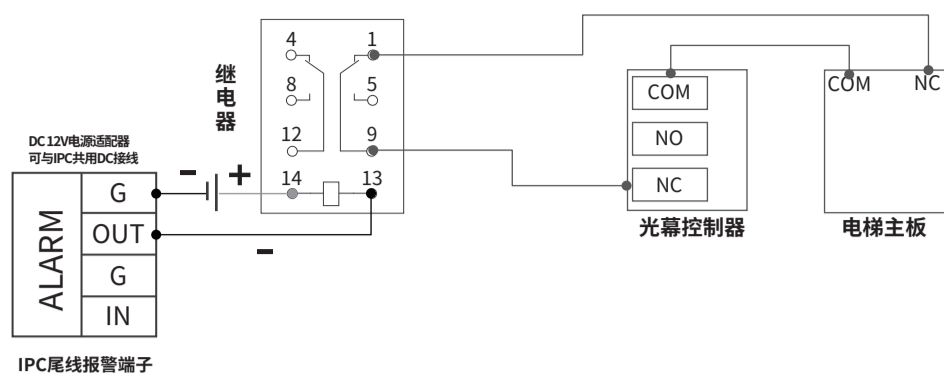 继
电
器
4
1
8
5
12
9
14
13
DC 12V电源适配器
可与IPC共用DC接线
-
+
-
ALARM
G
OUT
G
IN
IPC尾线报警端子
COM
NO
NC
光幕控制器
COM
NC
电梯主板